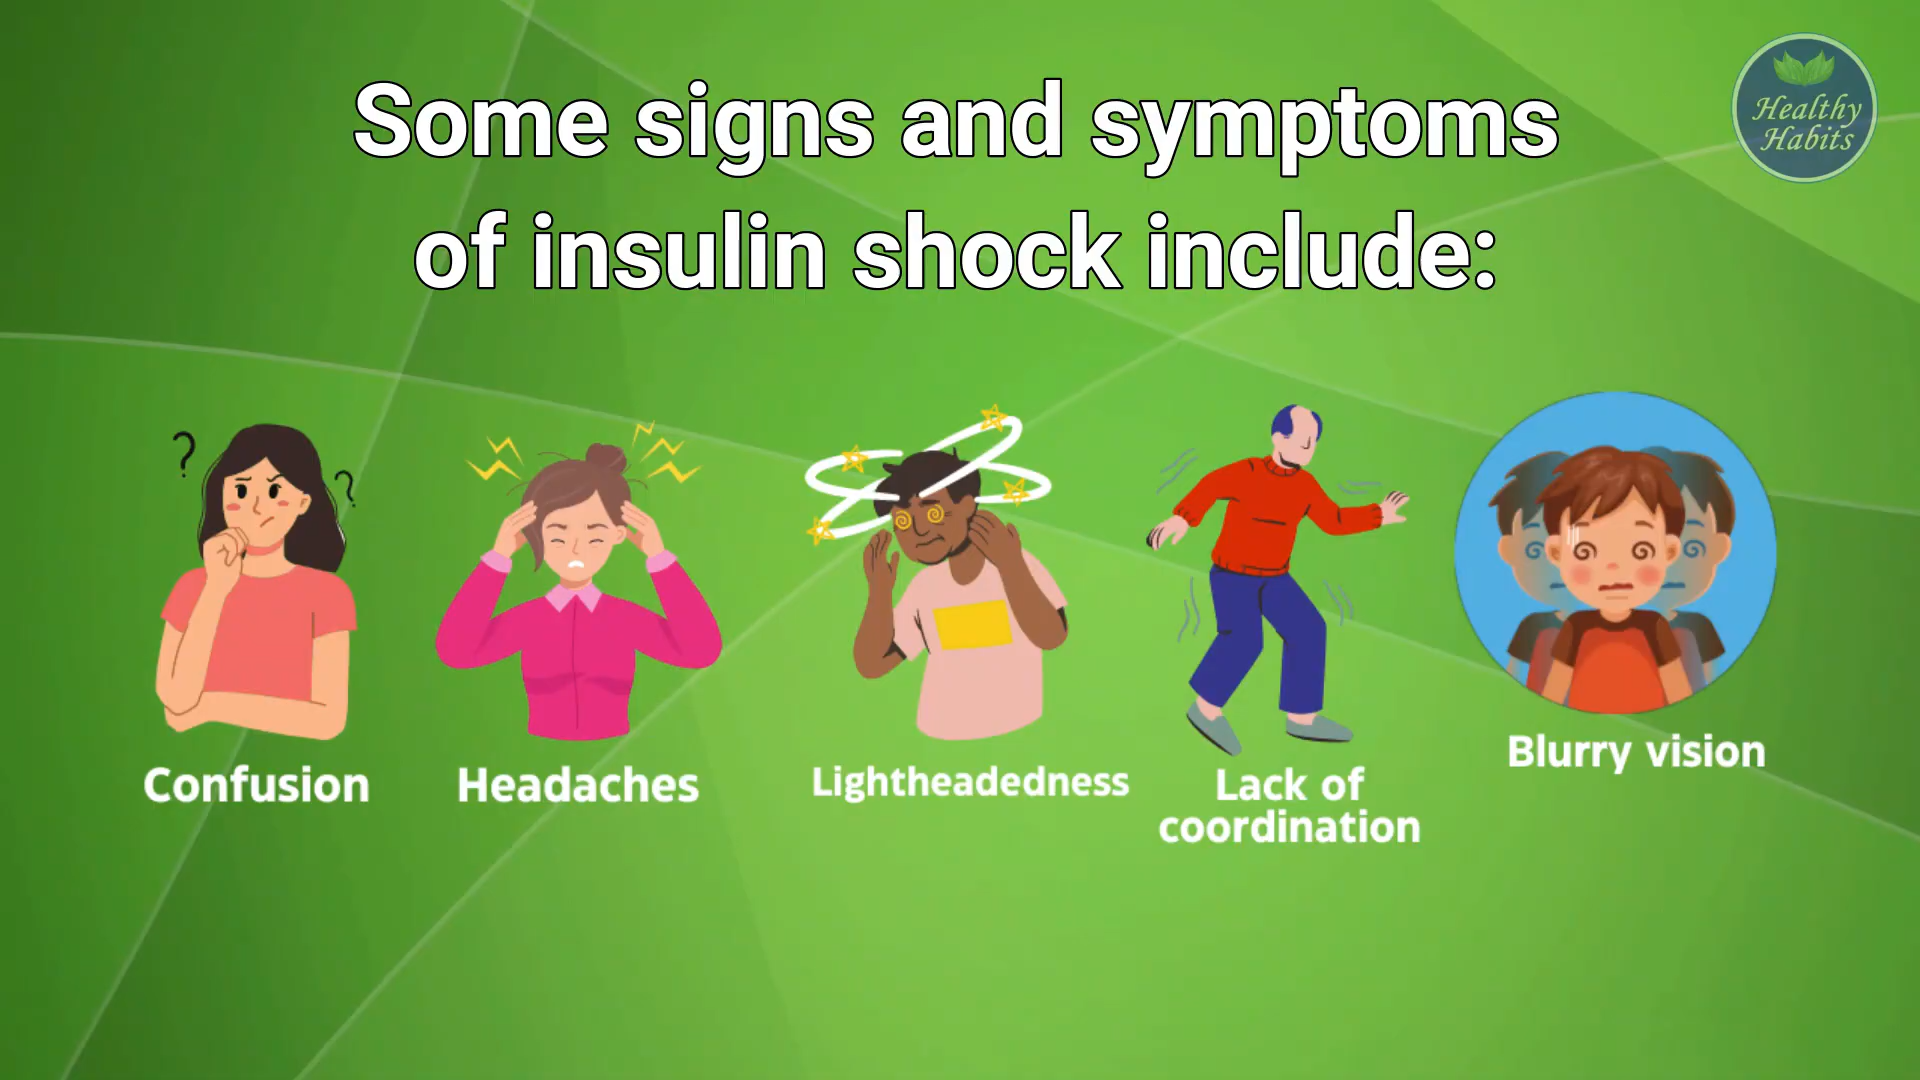 Some signs and symptoms
of insulin shock include:
Healthy
Habits
? ?
Confusion
Headaches
Lightheadedness
Lack of
coordination
Blurry vision